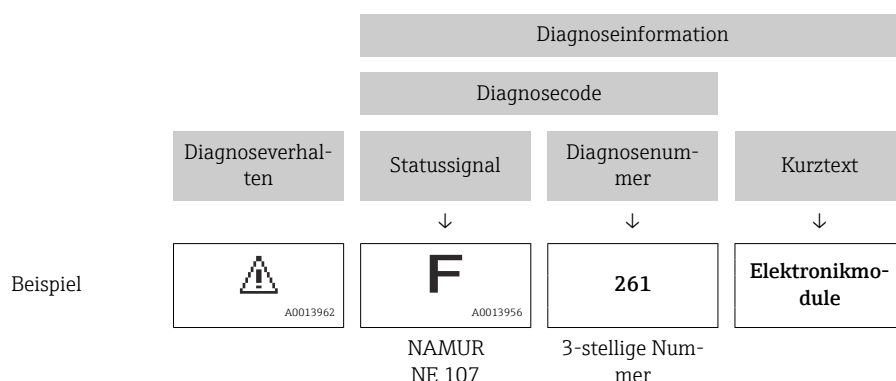 Diagnoseinformation
Diagnosecode
Diagnoseverhal-
ten
Statussignal
Diagnosenum-
mer
Kurztext
↓ ↓ ↓
Beispiel
A0013962
F
A0013956
261
Elektronikmo-
dule
NAMUR
NE 107
3-stellige Num-
mer